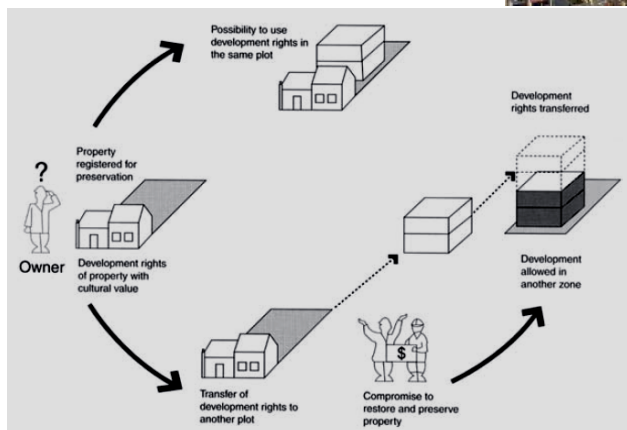 Possibility to use
development rights in
the same plot
Development
rights transferred
?
Property
registered for
preservation
Owner
Development rights
of property with
cultural value
Development
allowed in
another zone
$
Transfer of
development rights to
another plot
Compromise to
restore and preserve
property